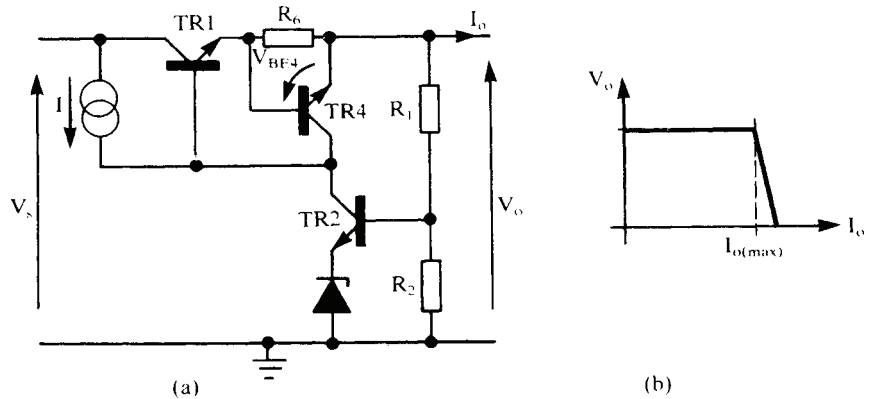 TR1
R6
Io
VBE4
I
TR4
R1
Vs
TR2
Vo
R2
(a)
Vo
Io
Io(max)
(b)